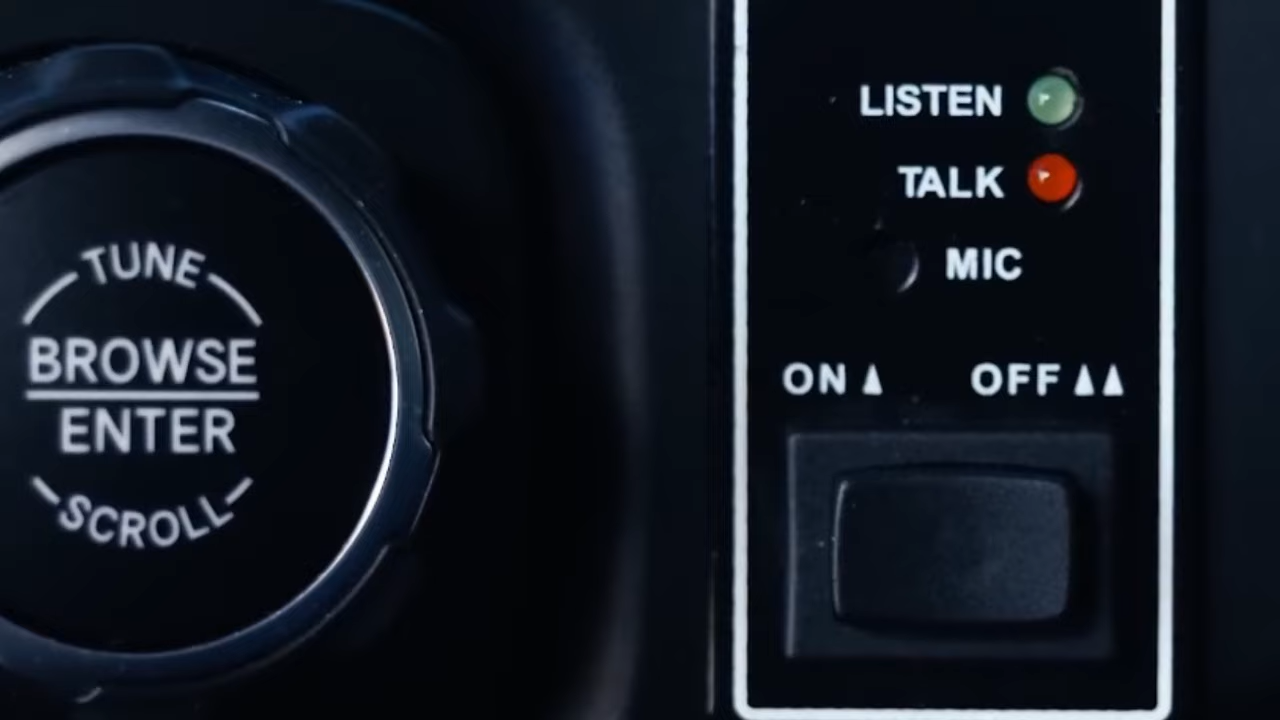 TUNE
BROWSE
ENTER
SCROLL
LISTEN
TALK
MIC
ON ▲ OFF ▲▲